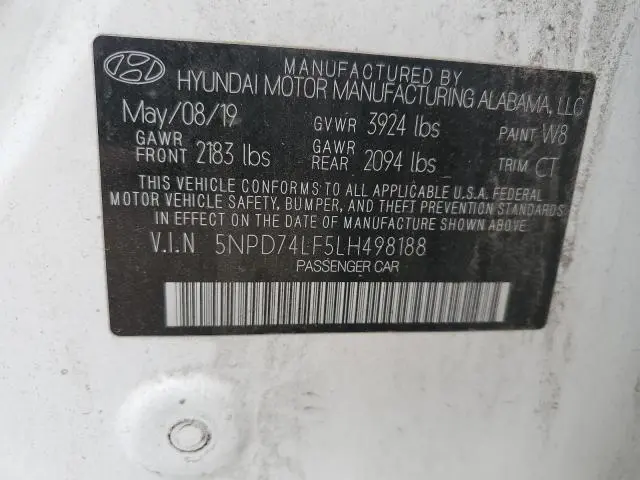 MANUFACTURED BY
HYUNDAI MOTOR MANUFACTURING ALABAMA, LLC
May/08/19 GVWR 3924 lbs PAINT W8
GAWR FRONT 2183 lbs GAWR REAR 2094 lbs TRIM CT
THIS VEHICLE CONFORMS TO ALL APPLICABLE U.S.A. FEDERAL
MOTOR VEHICLE SAFETY, BUMPER, AND THEFT PREVENTION STANDARDS
IN EFFECT ON THE DATE OF MANUFACTURE SHOWN ABOVE.
V.I.N 5NPD74LF5LH498188
PASSENGER CAR